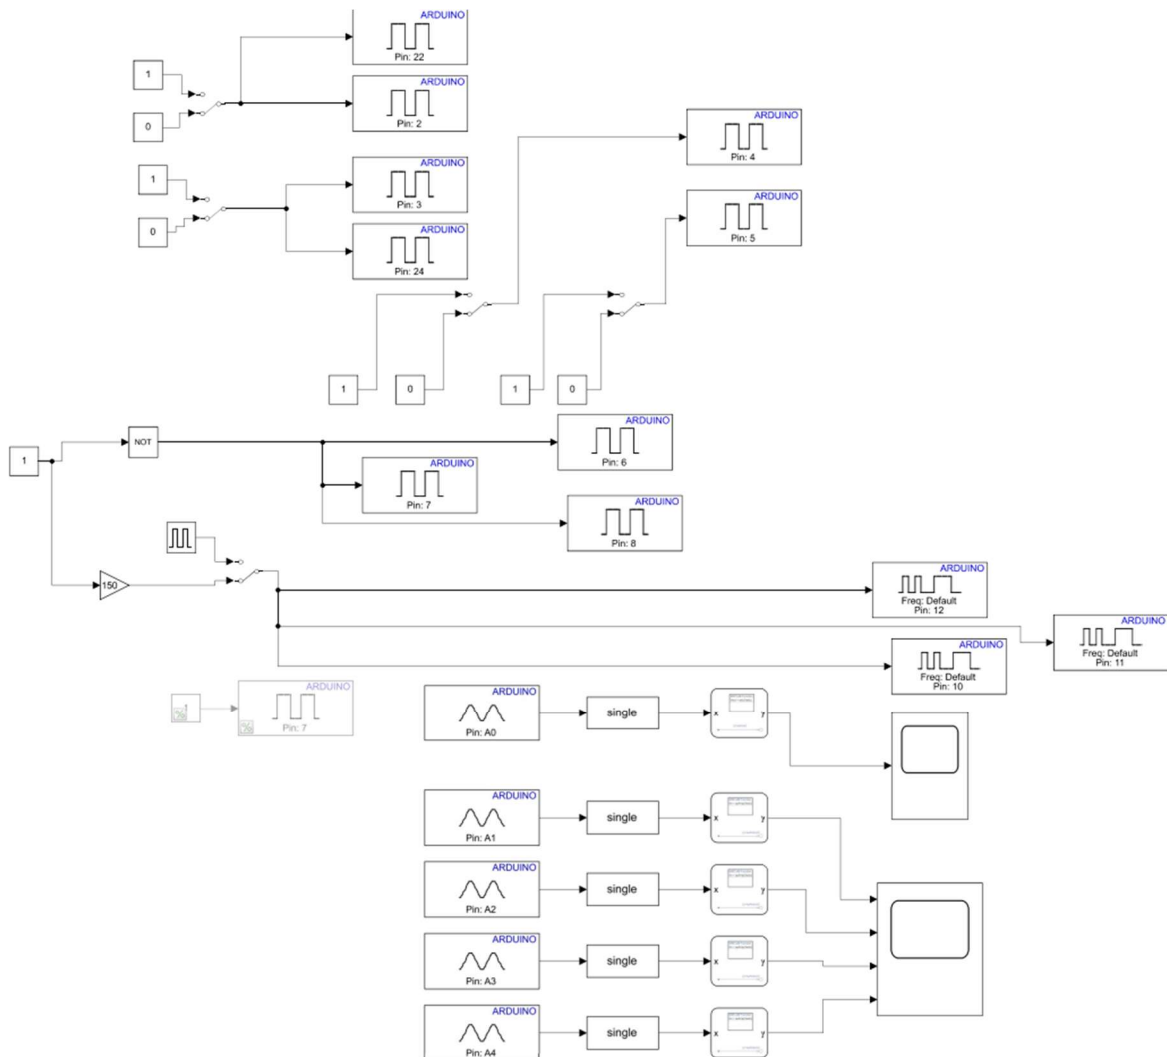 ARDUINO
Pin: 22
1
0
ARDUINO
Pin: 2
ARDUINO
Pin: 4
1
0
ARDUINO
Pin: 3
ARDUINO
Pin: 5
ARDUINO
Pin: 24
1
0
1
0
1
NOT
ARDUINO
Pin: 6
ARDUINO
Pin: 7
ARDUINO
Pin: 8
150
ARDUINO
Freq: Default
Pin: 12
ARDUINO
Freq: Default
Pin: 11
ARDUINO
Freq: Default
Pin: 10
ARDUINO
Pin: 7
ARDUINO
Pin: A0
single
x y
ARDUINO
Pin: A1
single
x y
ARDUINO
Pin: A2
single
x y
ARDUINO
Pin: A3
single
x y
ARDUINO
Pin: A4
single
x y